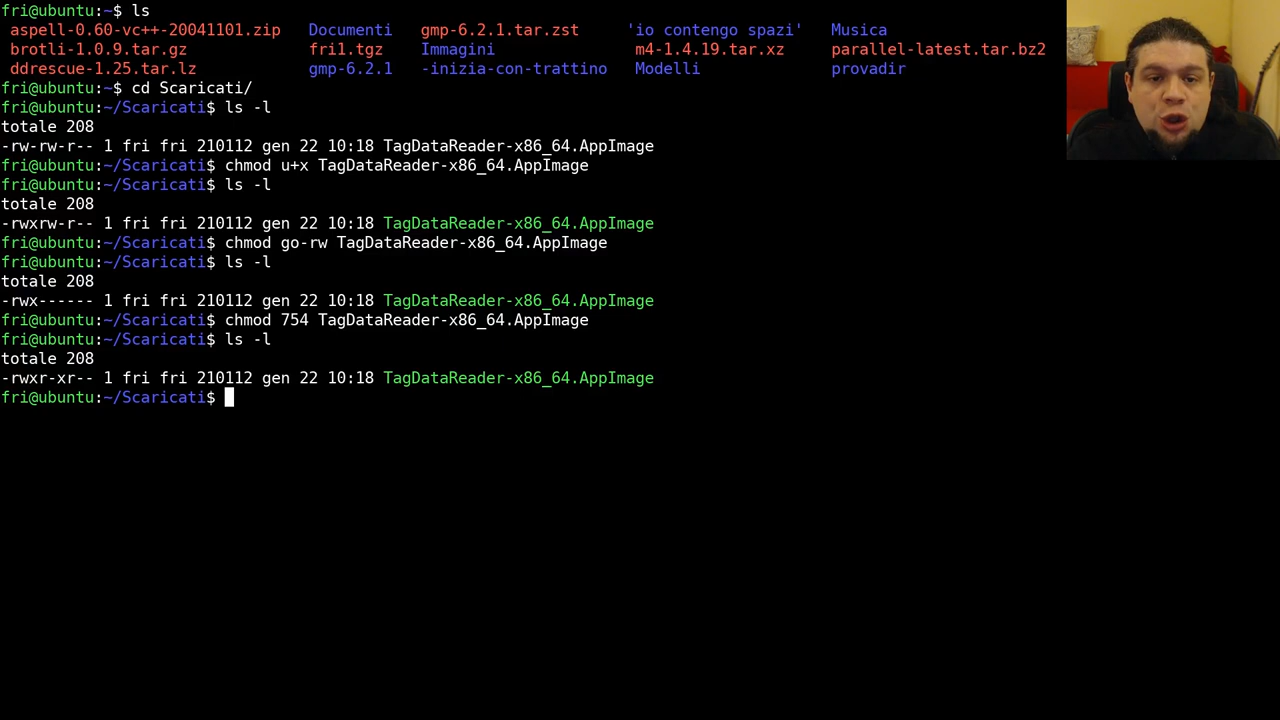 fri@ubuntu:~$ ls
aspell-0.60-vc++-20041101.zip Documenti gmp-6.2.1.tar.zst 'io contengo spazi' Musica
brotli-1.0.9.tar.gz fri1.tgz Immagini m4-1.4.19.tar.xz parallel-latest.tar.bz2
ddrescue-1.25.tar.lz gmp-6.2.1 -inizia-con-trattino Modelli provadir
fri@ubuntu:~$ cd Scaricati/
fri@ubuntu:~/Scaricati$ ls -l
totale 208
-rw-rw-r-- 1 fri fri 210112 gen 22 10:18 TagDataReader-x86_64.AppImage
fri@ubuntu:~/Scaricati$ chmod u+x TagDataReader-x86_64.AppImage
fri@ubuntu:~/Scaricati$ ls -l
totale 208
-rwxrw-r-- 1 fri fri 210112 gen 22 10:18 TagDataReader-x86_64.AppImage
fri@ubuntu:~/Scaricati$ chmod go-rw TagDataReader-x86_64.AppImage
fri@ubuntu:~/Scaricati$ ls -l
totale 208
-rwx------ 1 fri fri 210112 gen 22 10:18 TagDataReader-x86_64.AppImage
fri@ubuntu:~/Scaricati$ chmod 754 TagDataReader-x86_64.AppImage
fri@ubuntu:~/Scaricati$ ls -l
totale 208
-rwxr-xr-- 1 fri fri 210112 gen 22 10:18 TagDataReader-x86_64.AppImage
fri@ubuntu:~/Scaricati$